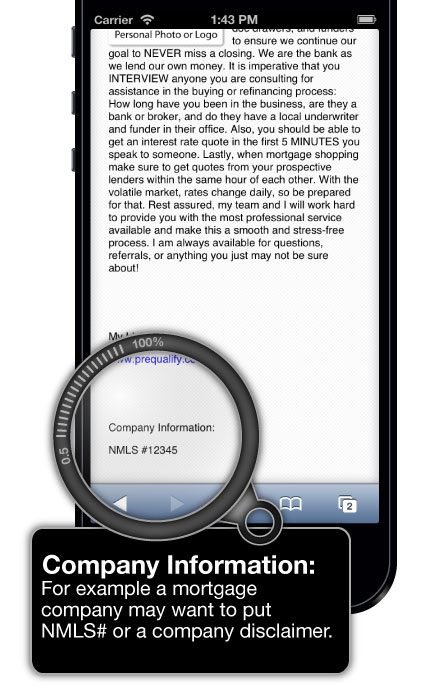 Carrier 1:43 PM
Personal Photo or Logo
doc drawers, and funders
to ensure we continue our
goal to NEVER miss a closing. We are the bank as
we lend our own money. It is imperative that you
INTERVIEW anyone you are consulting for
assistance in the buying or refinancing process:
How long have you been in the business, are they a
bank or broker, and do they have a local underwriter
and funder in their office. Also, you should be able to
get an interest rate quote in the first 5 MINUTES you
speak to someone. Lastly, when mortgage shopping
make sure to get quotes from your prospective
lenders within the same hour of each other. With the
volatile market, rates change daily, so be prepared
for that. Rest assured, my team and I will work hard
to provide you with the most professional service
available and make this a smooth and stress-free
process. I am always available for questions,
referrals, or anything you just may not be sure
about!
My
100%
www.prequalify.c
0.5
Company Information:
NMLS #12345
2
Company Information:
For example a mortgage
company may want to put
NMLS# or a company disclaimer.